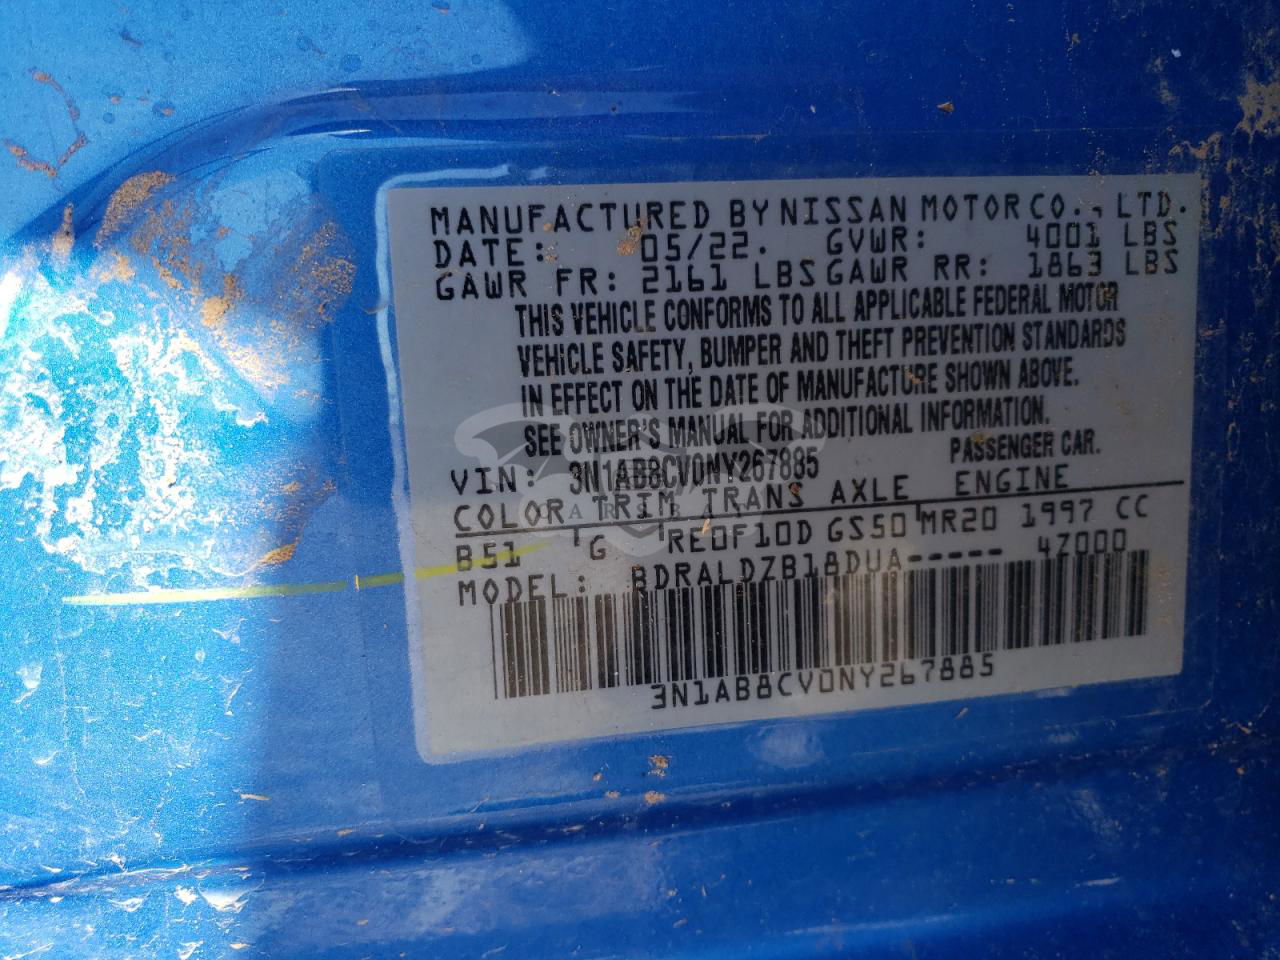 MANUFACTURED BY NISSAN MOTOR CO., LTD.
DATE: 05/22. GVWR: 4001 LBS
GAWR FR: 2161 LBS GAWR RR: 1863 LBS
THIS VEHICLE CONFORMS TO ALL APPLICABLE FEDERAL MOTOR
VEHICLE SAFETY, BUMPER AND THEFT PREVENTION STANDARDS
IN EFFECT ON THE DATE OF MANUFACTURE SHOWN ABOVE.
SEE OWNER'S MANUAL FOR ADDITIONAL INFORMATION.
PASSENGER CAR.
VIN: 3N1AB8CV0NY267885
COLOR TRIM TRANS AXLE ENGINE
B51 G RE0F10D GS50 MR20 1997 CC
MODEL: BDRALDZB18DUA----- 47000
3N1AB8CV0NY267885